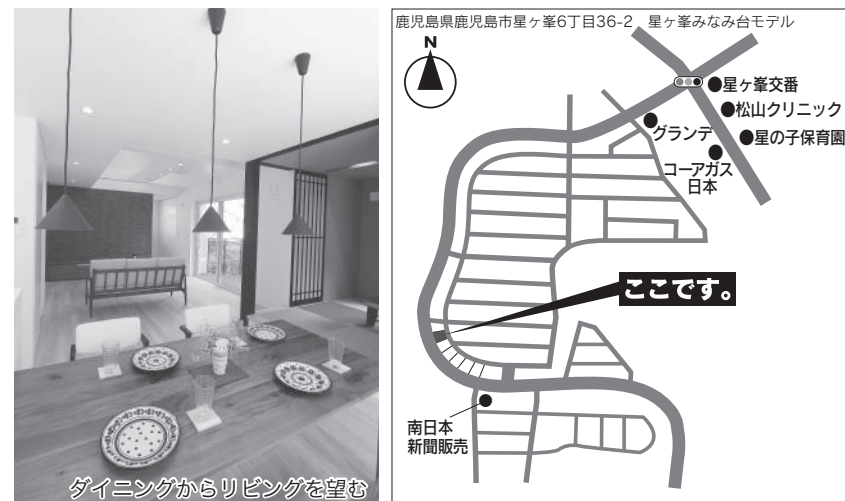 ダイニングからリビングを望む
鹿児島県鹿児島市星ヶ峯6丁目36-2　星ヶ峯みなみ台モデル
N
星ヶ峯交番
松山クリニック
グランデ
星の子保育園
コーアガス
日本
ここです。
南日本
新聞販売